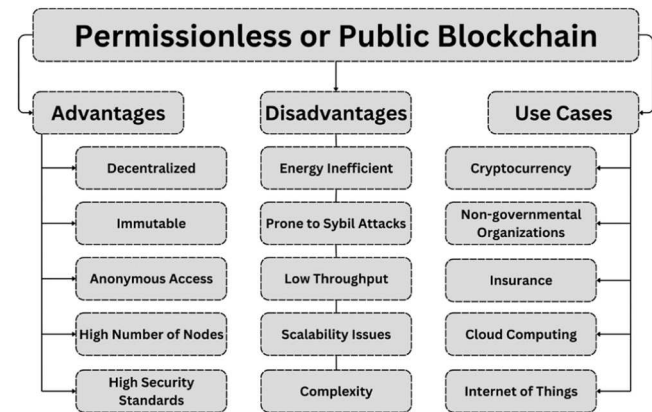 Permissionless or Public Blockchain
Advantages
Decentralized
Immutable
Anonymous Access
High Number of Nodes
High Security
Standards
Disadvantages
Energy Inefficient
Prone to Sybil Attacks
Low Throughput
Scalability Issues
Complexity
Use Cases
Cryptocurrency
Non-governmental
Organizations
Insurance
Cloud Computing
Internet of Things